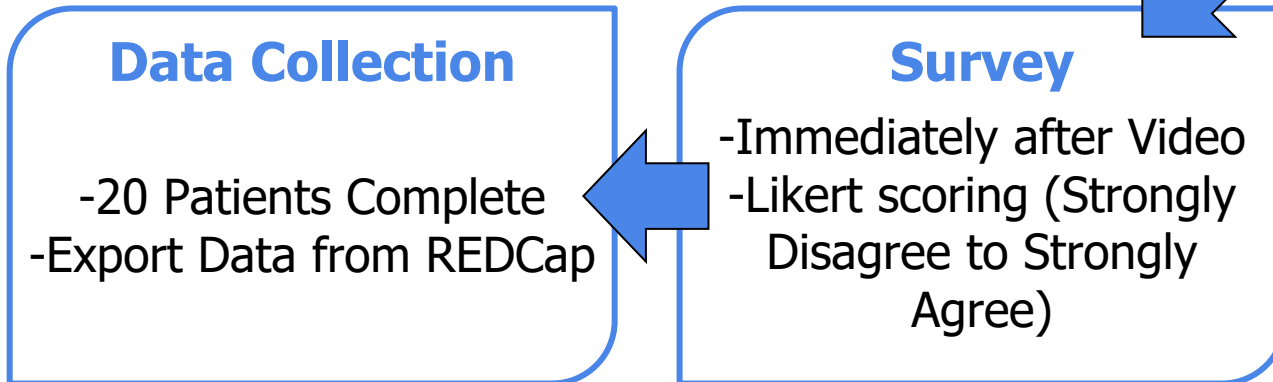 Data Collection
-20 Patients Complete
-Export Data from REDCap
Survey
-Immediately after Video
-Likert scoring (Strongly
Disagree to Strongly
Agree)